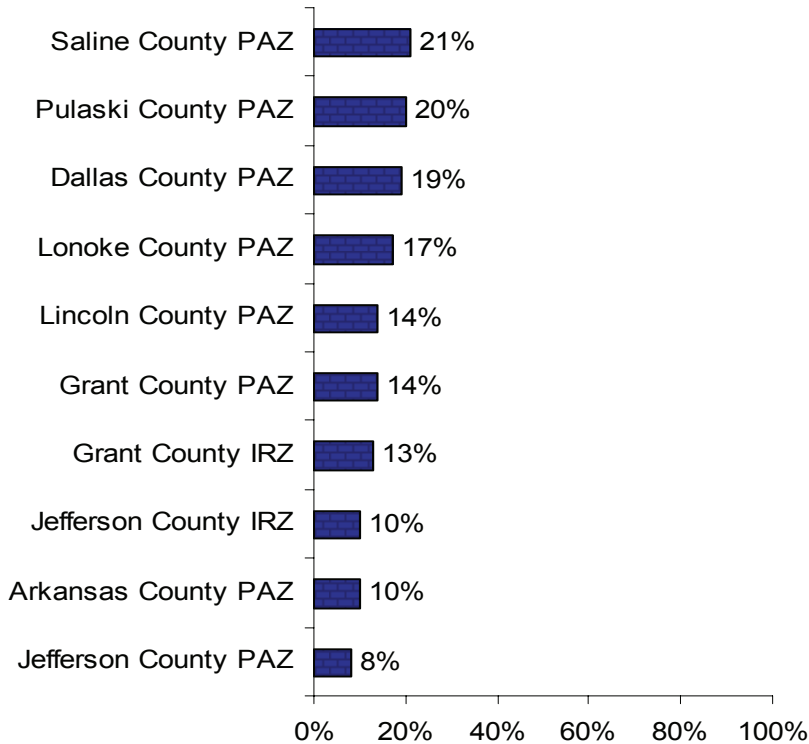 Saline County PAZ 21%
Pulaski County PAZ 20%
Dallas County PAZ 19%
Lonoke County PAZ 17%
Lincoln County PAZ 14%
Grant County PAZ 14%
Grant County IRZ 13%
Jefferson County IRZ 10%
Arkansas County PAZ 10%
Jefferson County PAZ 8%
0% 20% 40% 60% 80% 100%